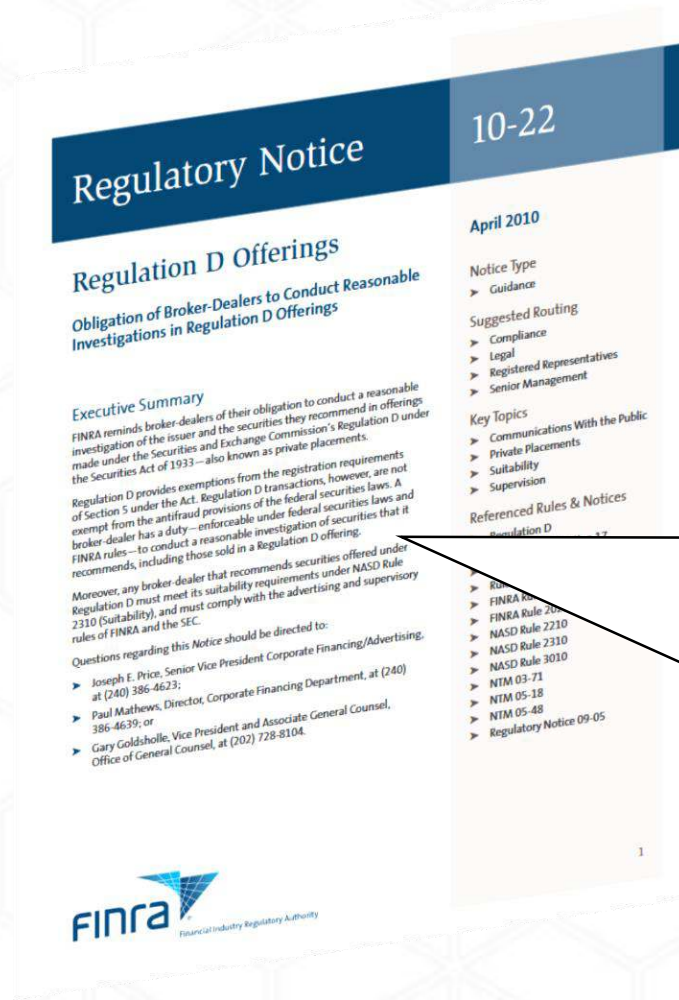 Regulatory Notice
10-22
Regulation D Offerings
Obligation of Broker-Dealers to Conduct Reasonable
Investigations in Regulation D Offerings
Executive Summary
FINRA reminds broker-dealers of their obligation to conduct a reasonable
investigation of the issuer and the securities they recommend in offerings
made under the Securities and Exchange Commission's Regulation D under
the Securities Act of 1933—also known as private placements.
Regulation D provides exemptions from the registration requirements
of Section 5 under the Act. Regulation D transactions, however, are not
exempt from the antifraud provisions of the federal securities laws. A
broker-dealer has a duty—enforceable under federal securities laws and
FINRA rules—to conduct a reasonable investigation of securities that it
recommends, including those sold in a Regulation D offering.
Moreover, any broker-dealer that recommends securities offered under
Regulation D must meet its suitability requirements under NASD Rule
2310 (Suitability), and must comply with the advertising and supervisory
rules of FINRA and the SEC.
Questions regarding this Notice should be directed to:
➤ Joseph E. Price, Senior Vice President Corporate Financing/Advertising,
at (240) 386-4623;
➤ Paul Mathews, Director, Corporate Financing Department, at (240)
386-4639; or
➤ Gary Goldsholle, Vice President and Associate General Counsel,
Office of General Counsel, at (202) 728-8104.
April 2010
Notice Type
➤ Guidance
Suggested Routing
➤ Compliance
➤ Legal
➤ Registered Representatives
➤ Senior Management
Key Topics
➤ Communications With the Public
➤ Private Placements
➤ Suitability
➤ Supervision
Referenced Rules & Notices
➤ Regulation D
➤
➤ FINRA
➤ FINRA Rule
➤ NASD Rule 2210
➤ NASD Rule 2310
➤ NASD Rule 3010
➤ NTM 03-71
➤ NTM 05-18
➤ NTM 05-48
➤ Regulatory Notice 09-05
1
Finra
Financial Industry Regulatory Authority